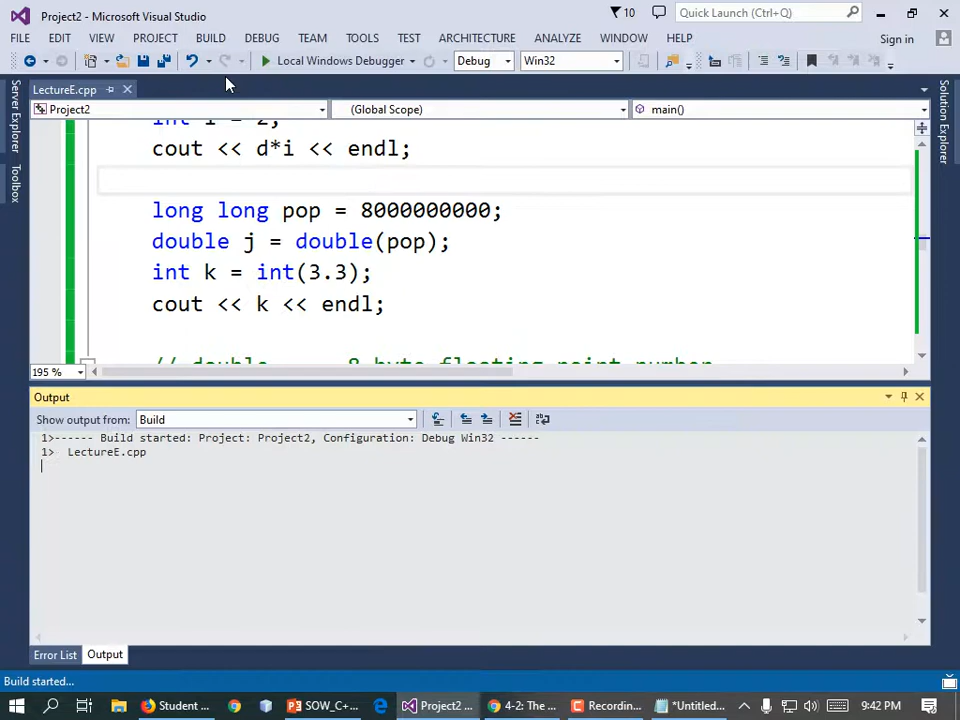 Project2 - Microsoft Visual Studio
10
Quick Launch (Ctrl+Q)
FILE EDIT VIEW PROJECT BUILD DEBUG TEAM TOOLS TEST ARCHITECTURE ANALYZE WINDOW HELP
Sign in
Local Windows Debugger Debug Win32
Server Explorer
Toolbox
Solution Explorer
LectureE.cpp
Project2 (Global Scope) main()
int i = 2;
cout << d*i << endl;
long long pop = 8000000000;
double j = double(pop);
int k = int(3.3);
cout << k << endl;
// double 8 byte floating point number
195 %
Output
Show output from: Build
1>------ Build started: Project: Project2, Configuration: Debug Win32 ------
1> LectureE.cpp
Error List Output
Build started...
Student ... SOW_C+... Project2 ... 4-2: The ... Recordin... *Untitled... 9:42 PM